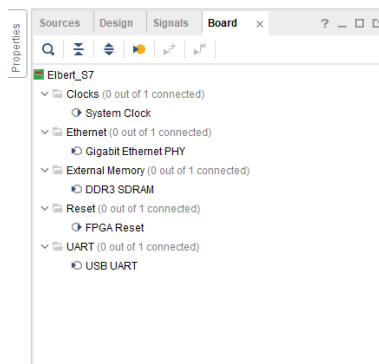 Properties
Sources Design Signals Board × ? _
Elbert_S7
Clocks (0 out of 1 connected)
System Clock
Ethernet (0 out of 1 connected)
Gigabit Ethernet PHY
External Memory (0 out of 1 connected)
DDR3 SDRAM
Reset (0 out of 1 connected)
FPGA Reset
UART (0 out of 1 connected)
USB UART